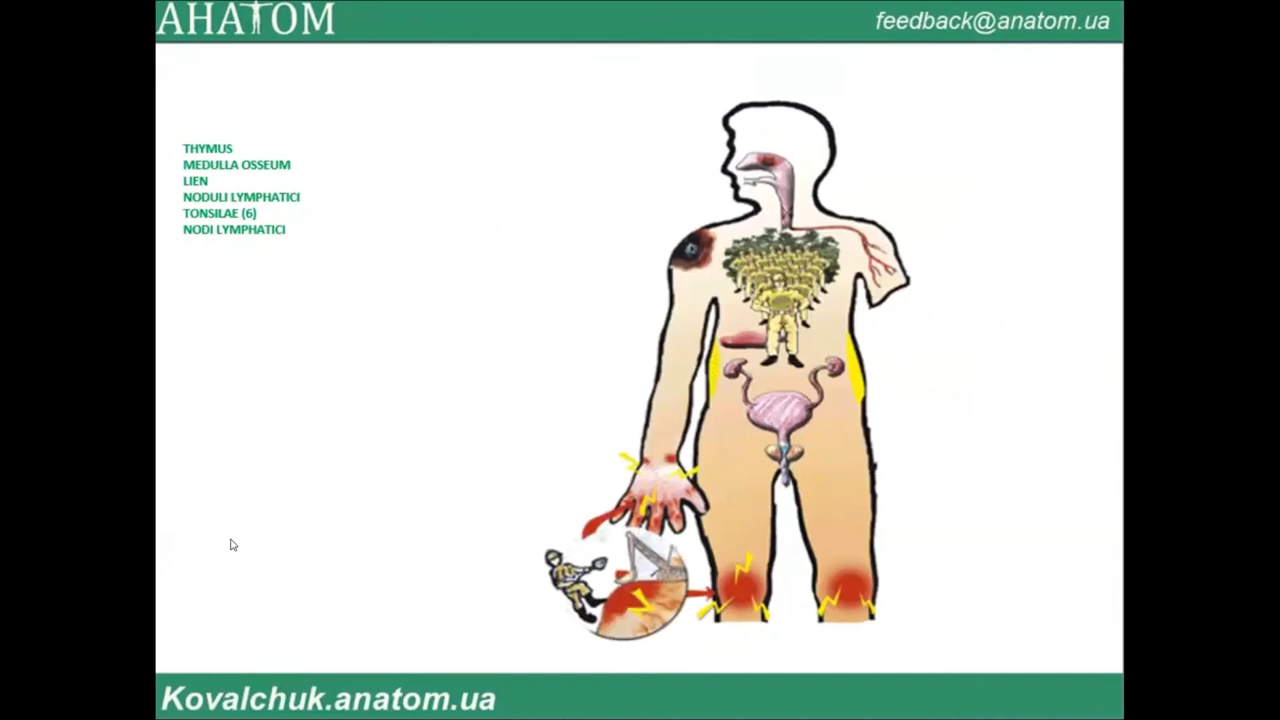 АНАТОМ
feedback@anatom.ua
THYMUS
MEDULLA OSSEUM
LIEN
NODULI LYMPHATICI
TONSILAE (6)
NODI LYMPHATICI
Kovalchuk.anatom.ua